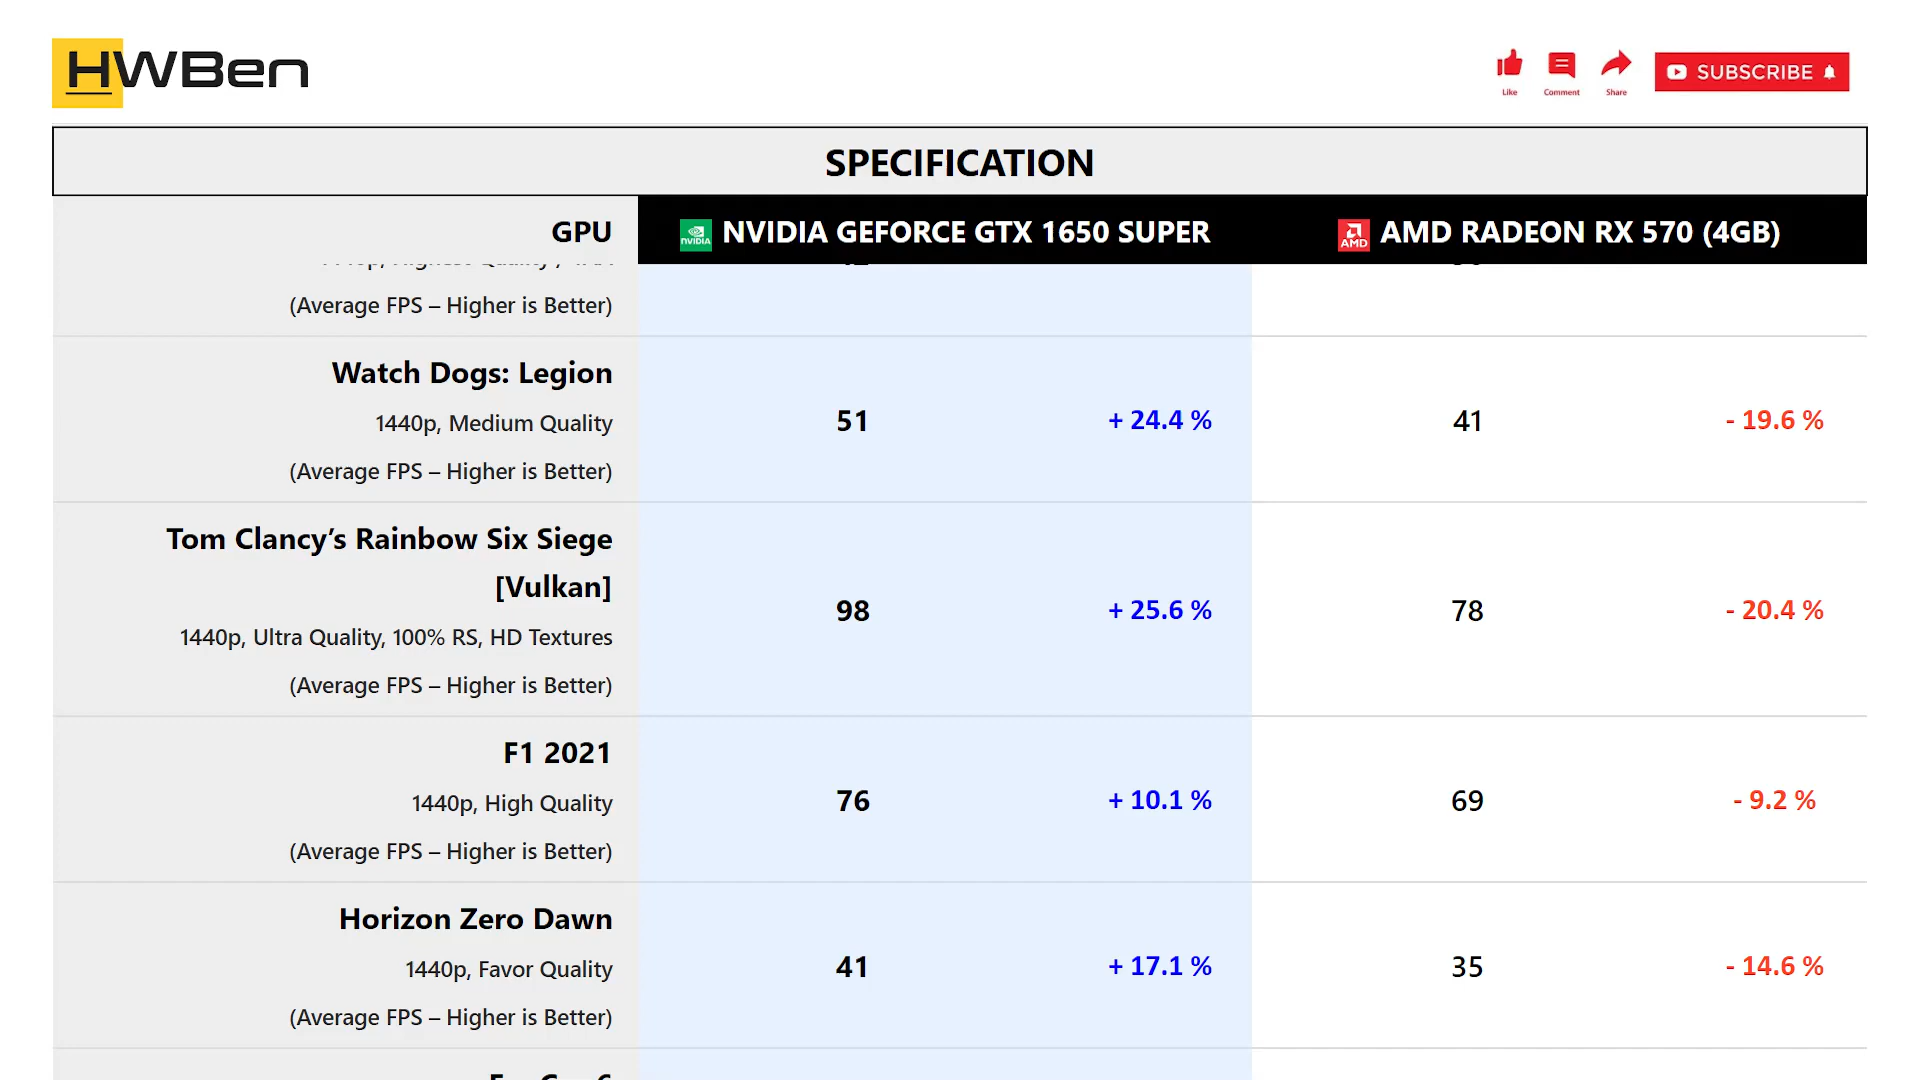 HWBen
Like
Comment
Share
SUBSCRIBE
SPECIFICATION
GPU
NVIDIA NVIDIA GEFORCE GTX 1650 SUPER
AMD AMD RADEON RX 570 (4GB)
(Average FPS – Higher is Better)
Watch Dogs: Legion
1440p, Medium Quality
(Average FPS – Higher is Better)
51
+ 24.4 %
41
- 19.6 %
Tom Clancy’s Rainbow Six Siege
[Vulkan]
1440p, Ultra Quality, 100% RS, HD Textures
(Average FPS – Higher is Better)
98
+ 25.6 %
78
- 20.4 %
F1 2021
1440p, High Quality
(Average FPS – Higher is Better)
76
+ 10.1 %
69
- 9.2 %
Horizon Zero Dawn
1440p, Favor Quality
(Average FPS – Higher is Better)
41
+ 17.1 %
35
- 14.6 %